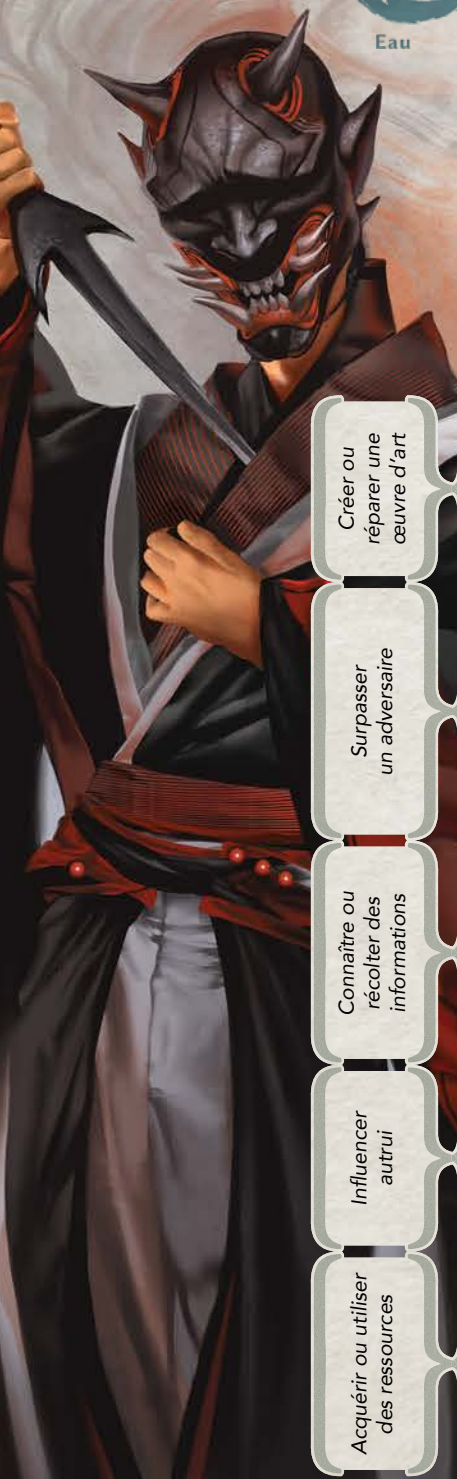 Eau
Créer ou
réparer une
œuvre d’art
Surpasser
un adversaire
Connaître ou
récolter des
informations
Influencer
autrui
Acquérir ou utiliser
des ressources